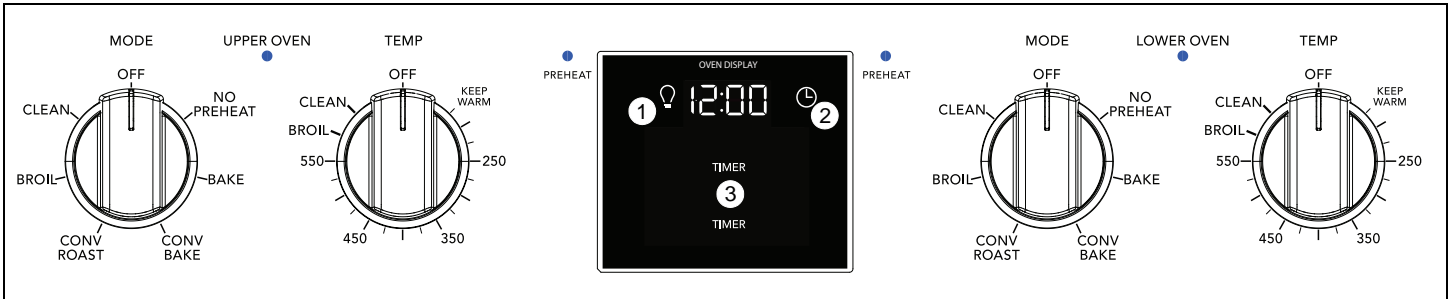 MODE
UPPER OVEN
TEMP
OFF
NO
PREHEAT
BAKE
CONV
BAKE
CONV
ROAST
BROIL
CLEAN
OFF
KEEP
WARM
250
350
450
550
BROIL
CLEAN
PREHEAT
OVEN DISPLAY
1
12:00
2
TIMER
3
TIMER
PREHEAT
MODE
LOWER OVEN
TEMP
OFF
NO
PREHEAT
BAKE
CONV
BAKE
CONV
ROAST
BROIL
CLEAN
OFF
KEEP
WARM
250
350
450
550
BROIL
CLEAN